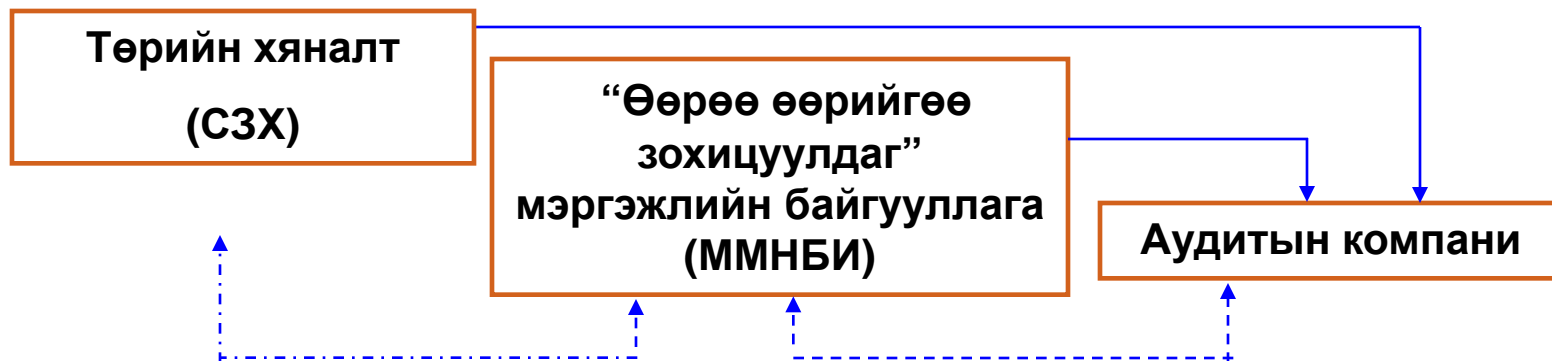 Төрийн хяналт
(СЗХ)
“Өөрөө өөрийгөө
зохицуулдаг”
мэргэжлийн байгууллага
(ММНБИ)
Аудитын компани